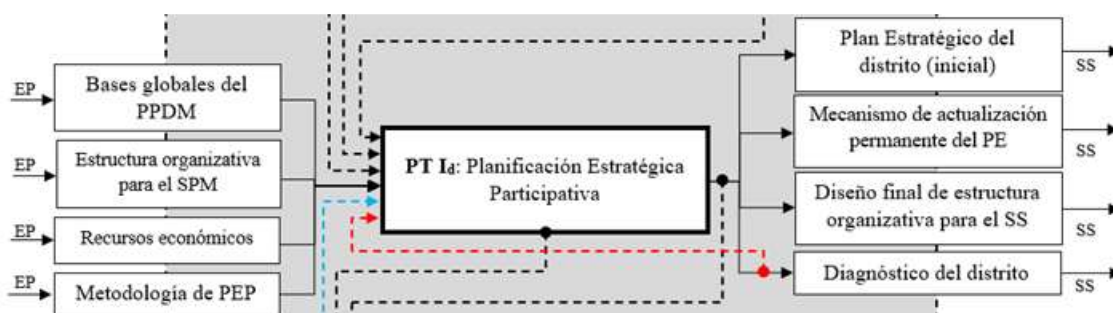 EP
Bases globales del
PPDM
EP
Estructura organizativa
para el SPM
EP
Recursos económicos
EP
Metodología de PEP
PT Id: Planificación Estratégica
Participativa
Plan Estratégico del
distrito (inicial)
SS
Mecanismo de actualización
permanente del PE
SS
Diseño final de estructura
organizativa para el SS
SS
Diagnóstico del distrito
SS